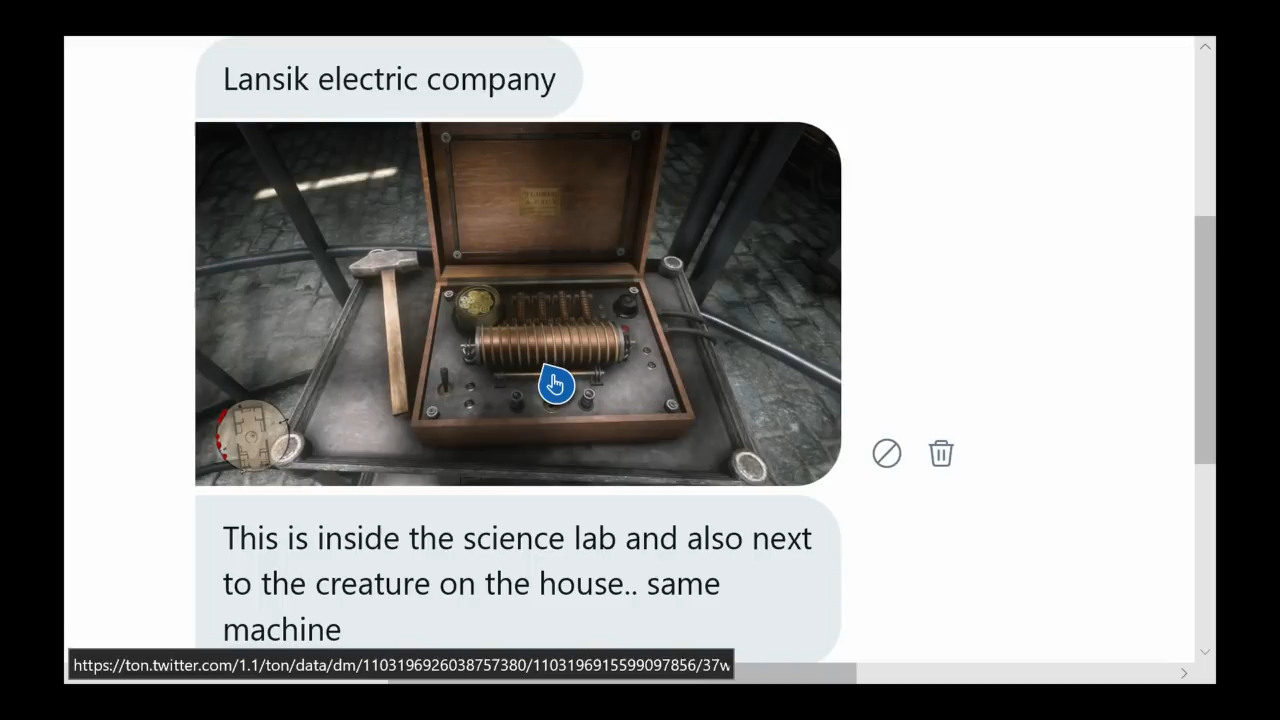 Lansik electric company
This is inside the science lab and also next
to the creature on the house.. same
machine
https://ton.twitter.com/1.1/ton/data/dm/1103196926038757380/1103196915599097856/37w